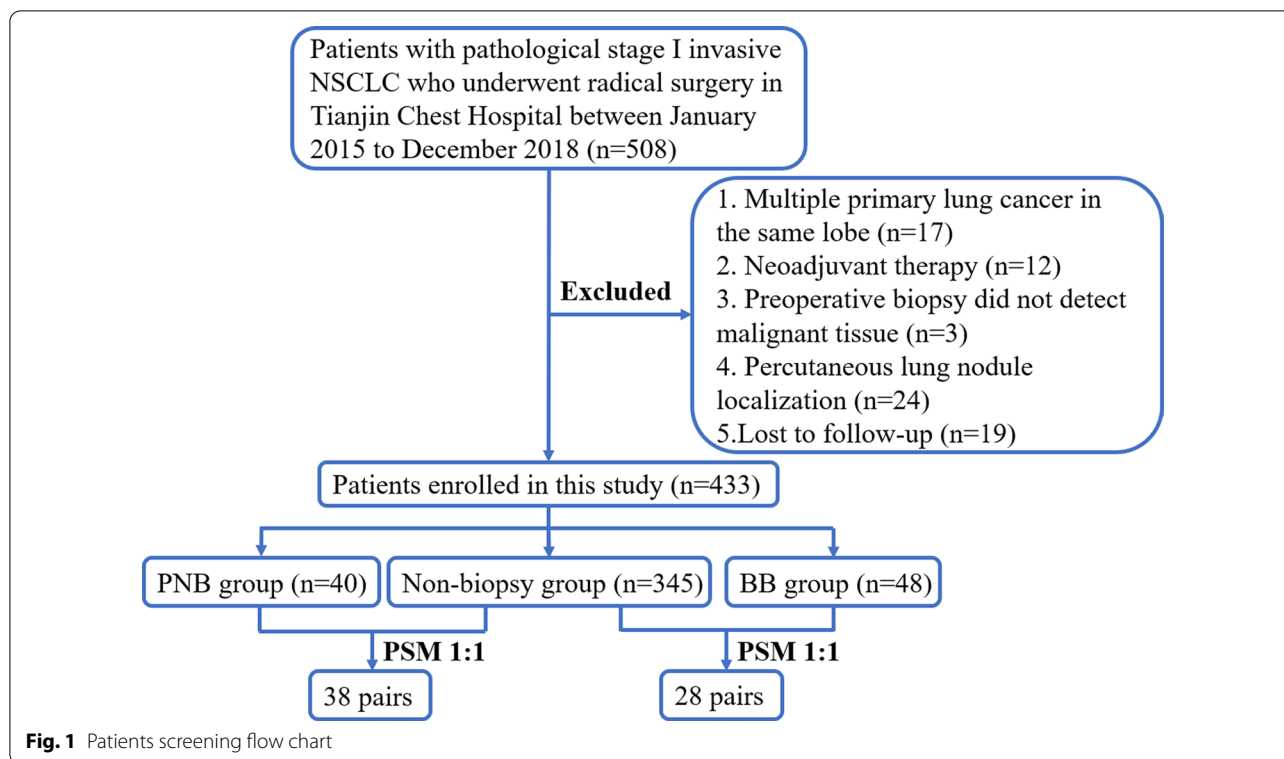 Patients with pathological stage I invasive
NSCLC who underwent radical surgery in
Tianjin Chest Hospital between January
2015 to December 2018 (n=508)
Excluded
1. Multiple primary lung cancer in
the same lobe (n=17)
2. Neoadjuvant therapy (n=12)
3. Preoperative biopsy did not detect
malignant tissue (n=3)
4. Percutaneous lung nodule
localization (n=24)
5.Lost to follow-up (n=19)
Patients enrolled in this study (n=433)
PNB group (n=40)
Non-biopsy group (n=345)
BB group (n=48)
PSM 1:1
PSM 1:1
38 pairs
28 pairs
Fig. 1 Patients screening flow chart